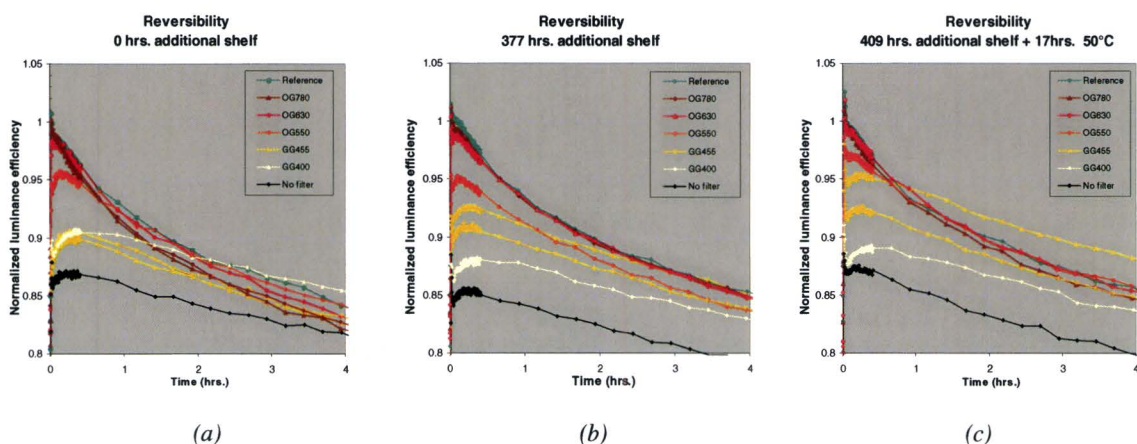 Reversibility
0 hrs. additional shelf
Normalized luminance efficiency
1.05
1
0.95
0.9
0.85
0.8
0
1
2
3
4
Time (hrs.)
Reference
OG780
OG630
OG550
GG455
GG400
No filter
(a)
Reversibility
377 hrs. additional shelf
Normalized luminance efficiency
1.05
1
0.95
0.9
0.85
0.8
0
1
2
3
4
Time (hrs.)
Reference
OG780
OG630
OG550
GG455
GG400
No filter
(b)
Reversibility
409 hrs. additional shelf + 17hrs. 50°C
Normalized luminance efficiency
1.05
1
0.95
0.9
0.85
0.8
0
1
2
3
4
Time (hrs.)
Reference
OG780
OG630
OG550
GG455
GG400
No filter
(c)